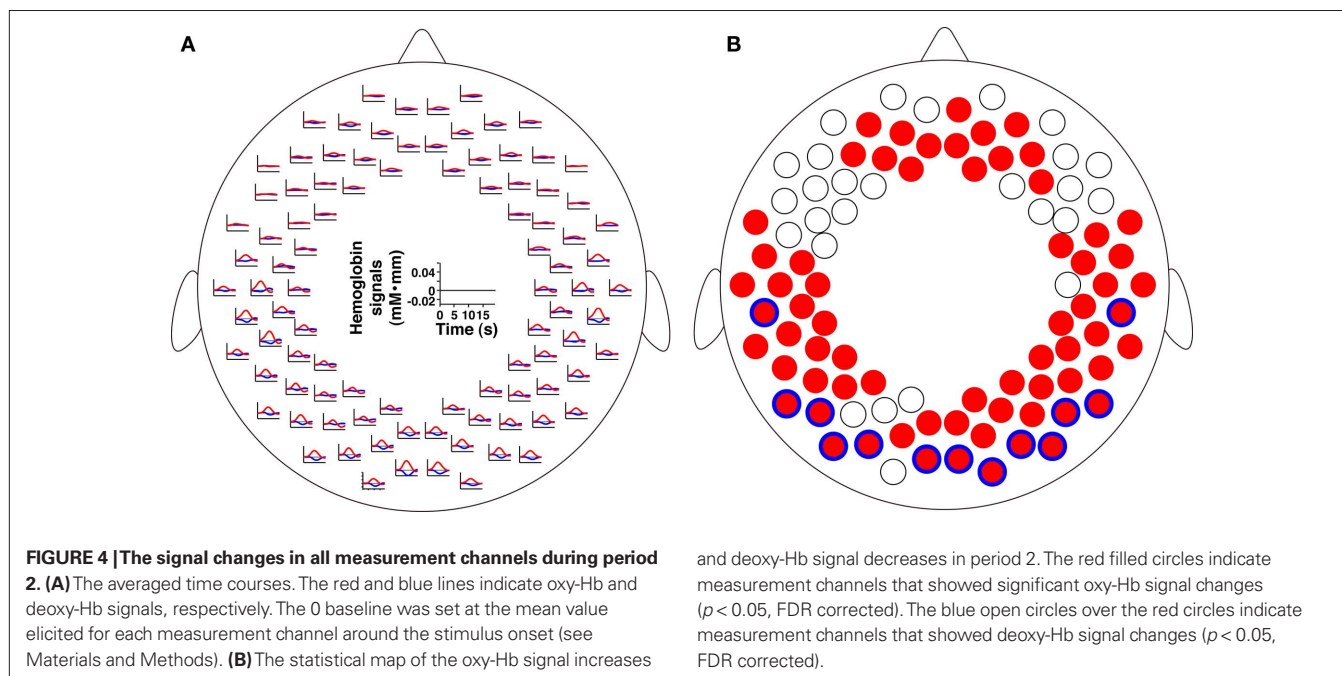 A
B
Hemoglobin
signals
(mM·mm)
0.04
0
-0.02
0 5 1015
Time (s)
FIGURE 4 | The signal changes in all measurement channels during period
2. (A) The averaged time courses. The red and blue lines indicate oxy-Hb and
deoxy-Hb signals, respectively. The 0 baseline was set at the mean value
elicited for each measurement channel around the stimulus onset (see
Materials and Methods). (B) The statistical map of the oxy-Hb signal increases
and deoxy-Hb signal decreases in period 2. The red filled circles indicate
measurement channels that showed significant oxy-Hb signal changes
(p < 0.05, FDR corrected). The blue open circles over the red circles indicate
measurement channels that showed deoxy-Hb signal changes (p < 0.05,
FDR corrected).